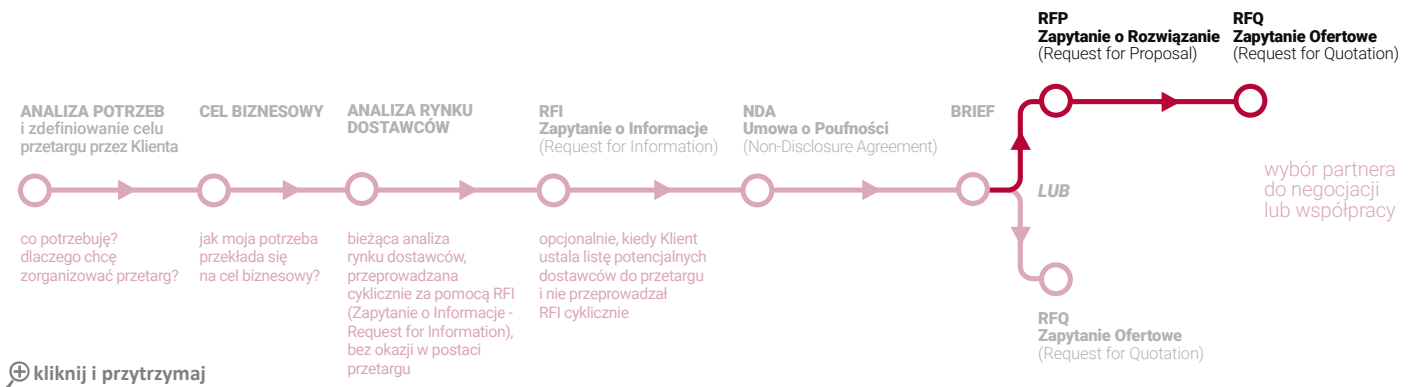 ANALIZA POTRZEB
i zdefiniowanie celu
przetargu przez Klienta
co potrzebuję?
dlaczego chcę
zorganizować przetarg?
CEL BIZNESOWY
jak moja potrzeba
przekłada się
na cel biznesowy?
ANALIZA RYNKU
DOSTAWCÓW
bieżąca analiza
rynku dostawców,
przeprowadzana
cyklicznie za pomocą RFI
(Zapytanie o Informacje -
Request for Information),
bez okazji w postaci
przetargu
RFI
Zapytanie o Informacje
(Request for Information)
opcjonalnie, kiedy Klient
ustala listę potencjalnych
dostawców do przetargu
i nie przeprowadzał
RFI cyklicznie
NDA
Umowa o Poufności
(Non-Disclosure Agreement)
BRIEF
RFP
Zapytanie o Rozwiązanie
(Request for Proposal)
RFQ
Zapytanie Ofertowe
(Request for Quotation)
LUB
wybór partnera
do negocjacji
lub współpracy
RFQ
Zapytanie Ofertowe
(Request for Quotation)
kliknij i przytrzymaj